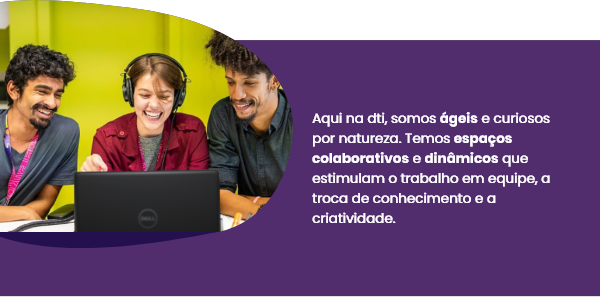 Aqui na dti, somos ágeis e curiosos
por natureza. Temos espaços
colaborativos e dinâmicos que
estimulam o trabalho em equipe, a
troca de conhecimento e a
criatividade.
DELL